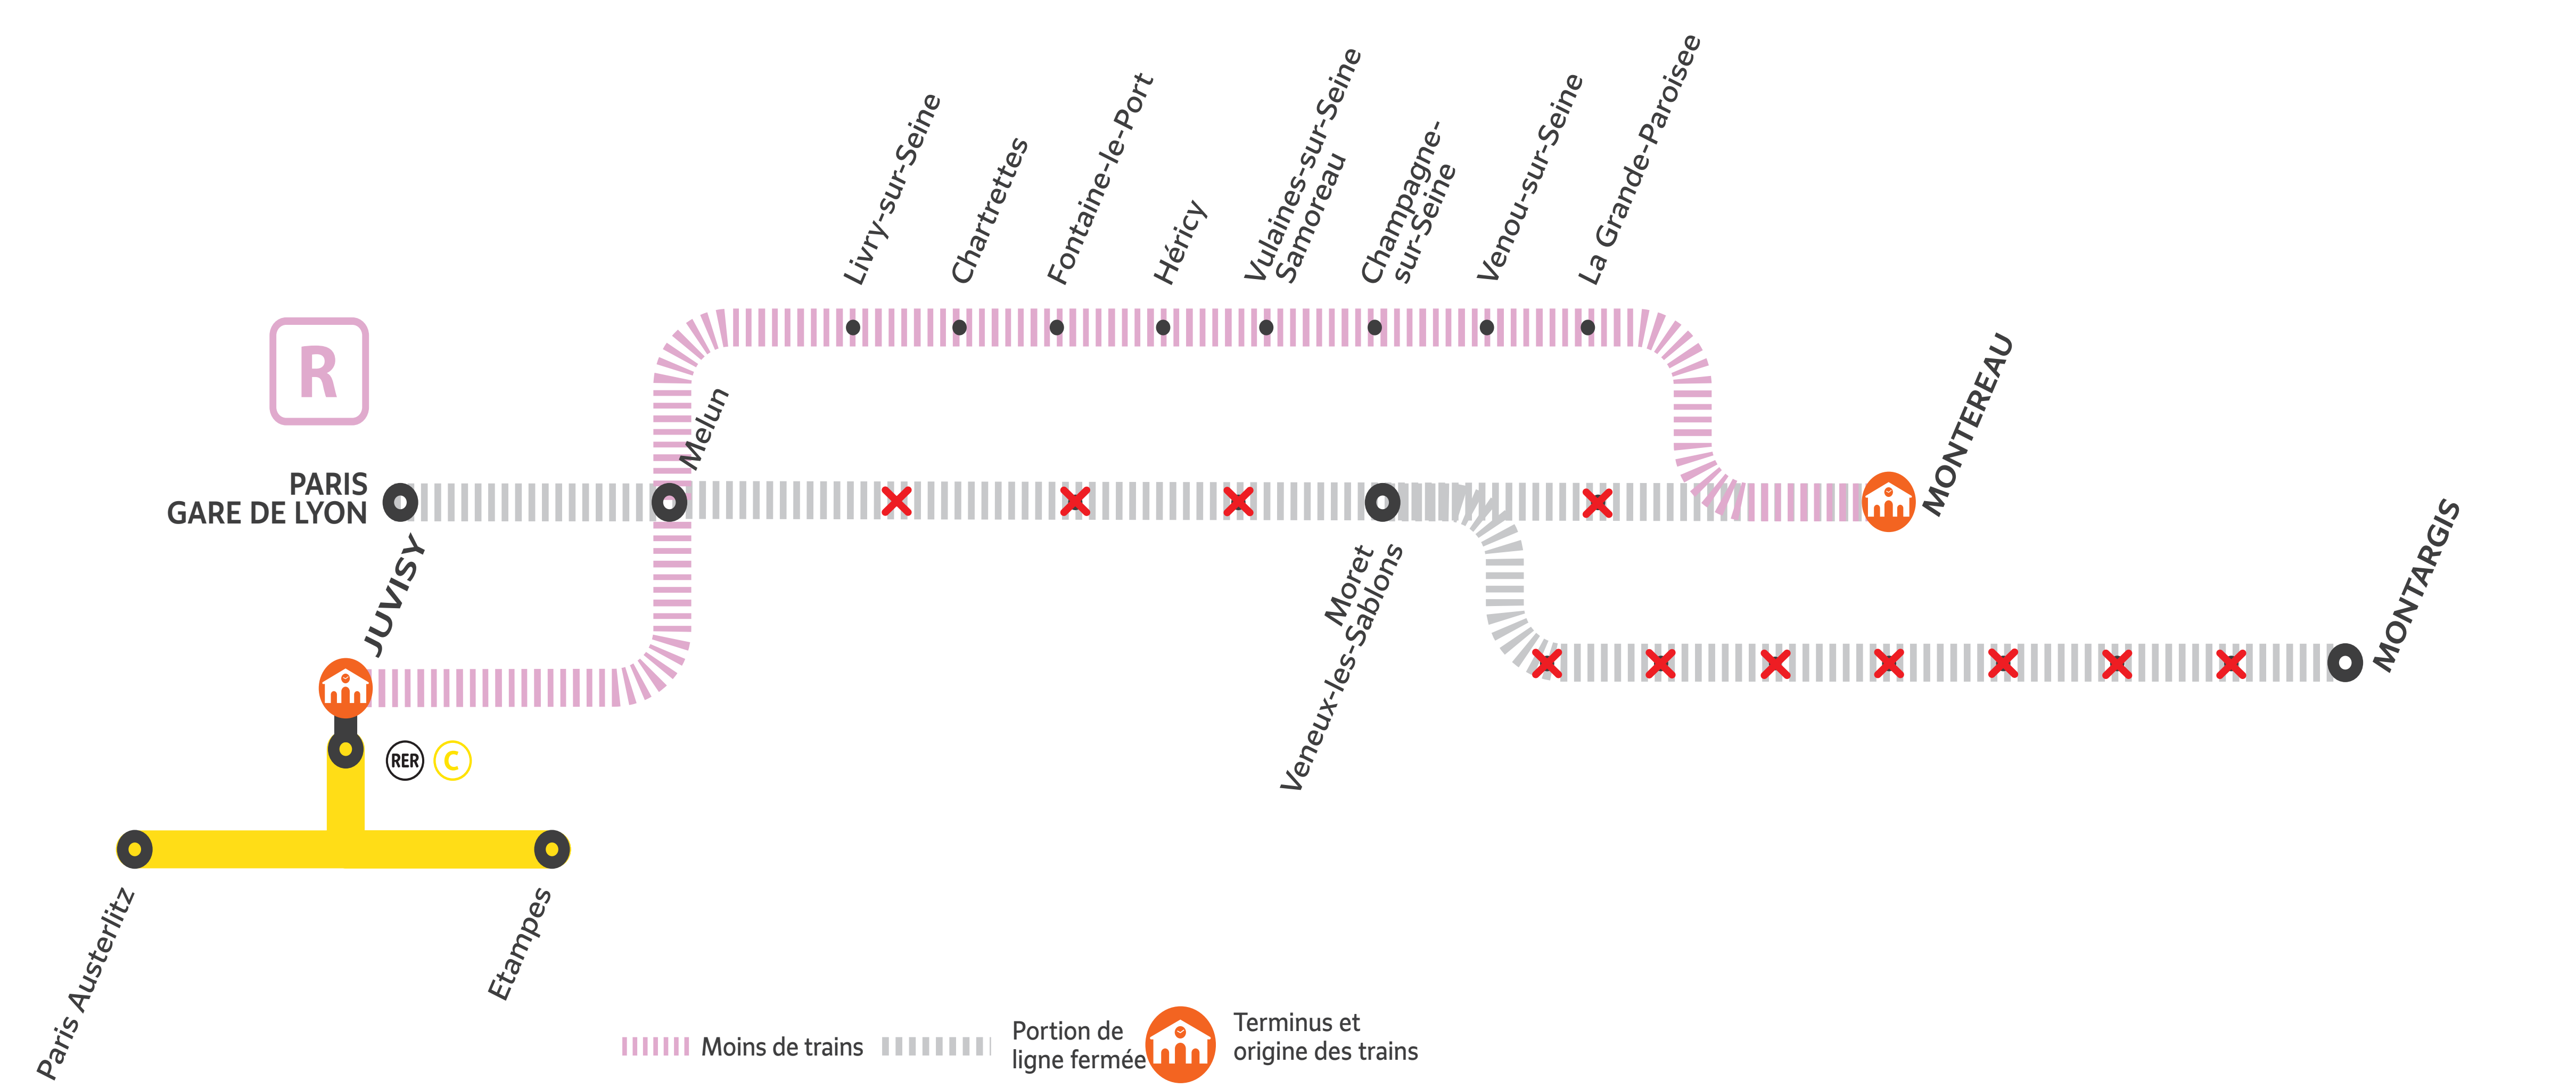 Livry-sur-Seine
Chartrettes
Fontaine-le-Port
Héricy
Vulaines-sur-Seine
Samoreau
Champagne-
sur-Seine
Venou-sur-Seine
La Grande-Paroisee
R
Melun
MONTEREAU
PARIS
GARE DE LYON
JUVISY
Moret
Veneux-les-Sablons
MONTARGIS
RER C
Paris Austerlitz
Etampes
Moins de trains
Portion de
ligne fermée
Terminus et
origine des trains